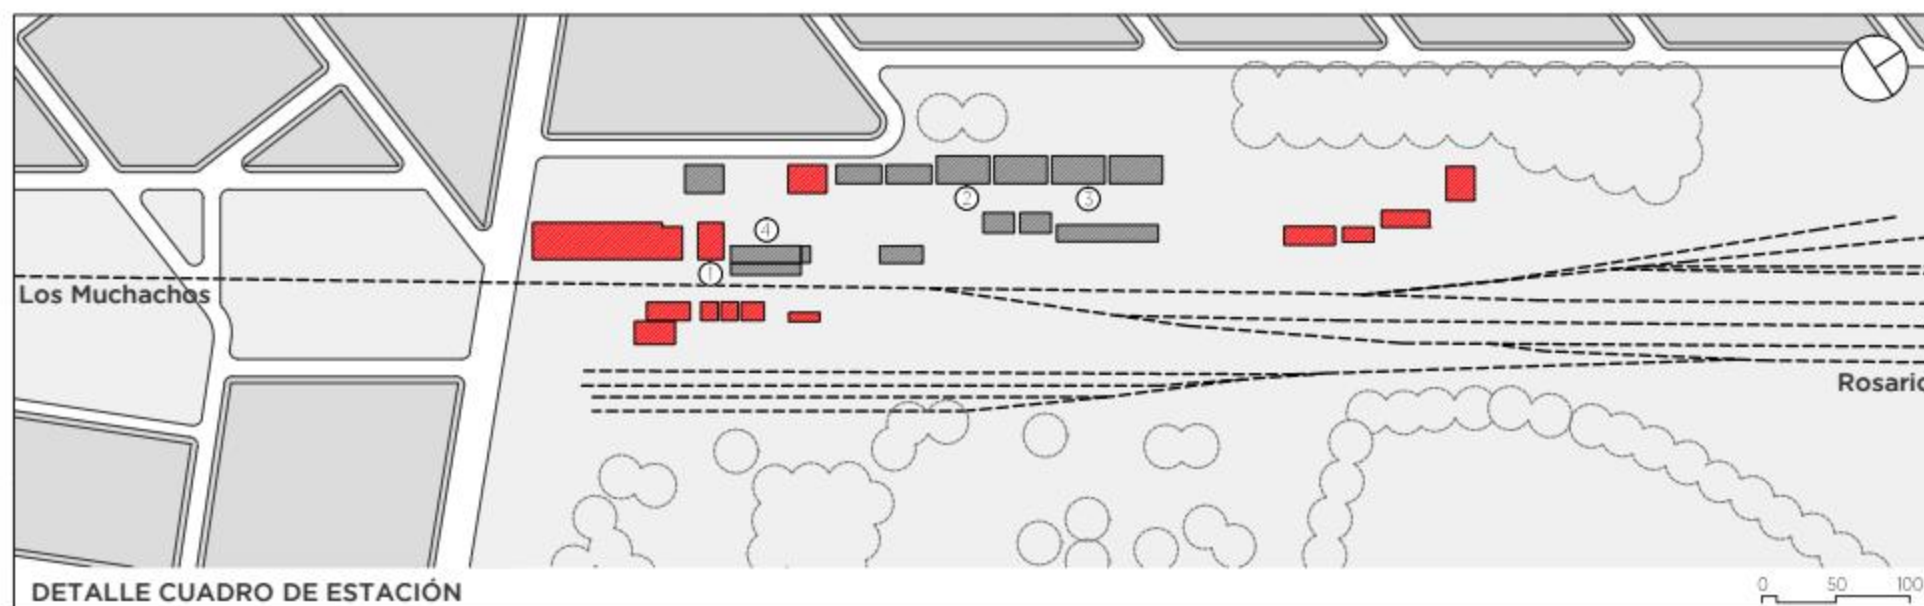 ④
② ③
①
Los Muchachos
Rosario
DETALLE CUADRO DE ESTACIÓN
0 50 100